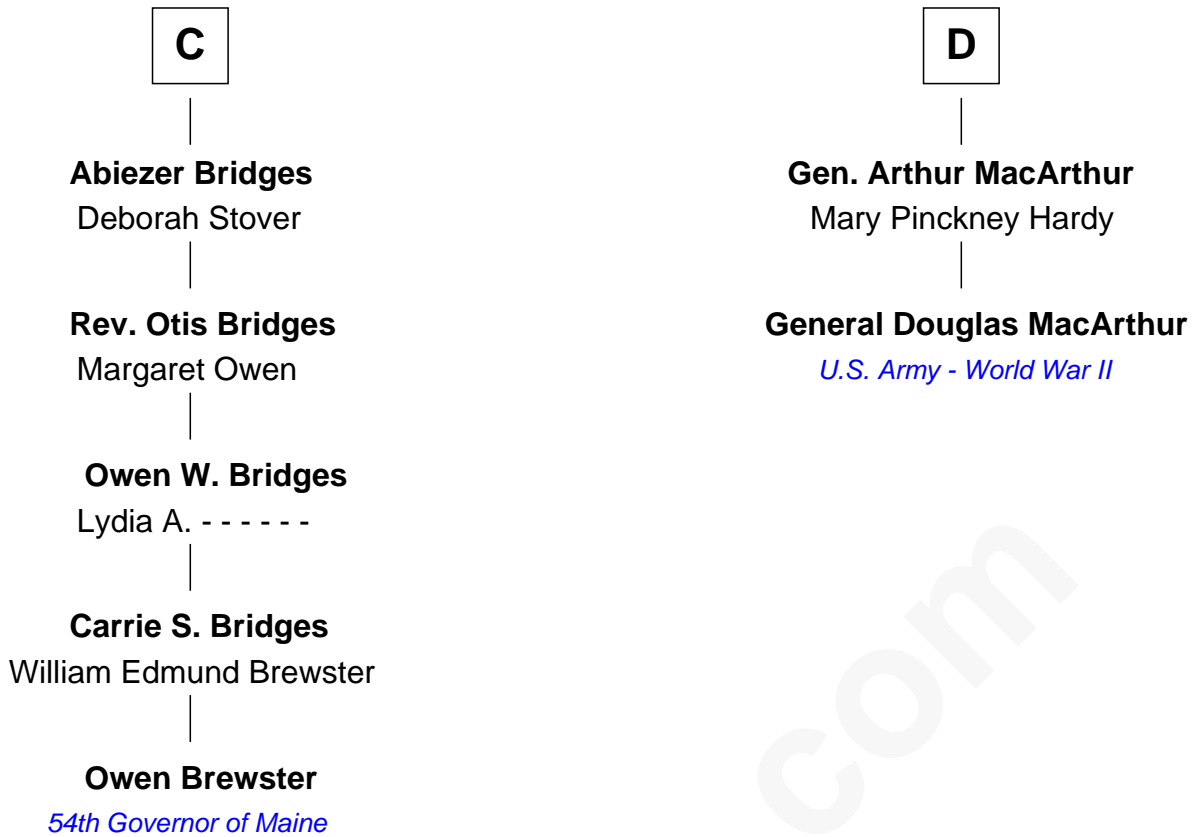 C
Abiezer Bridges
Deborah Stover
Rev. Otis Bridges
Margaret Owen
Owen W. Bridges
Lydia A. - - - - - -
Carrie S. Bridges
William Edmund Brewster
Owen Brewster
54th Governor of Maine
D
Gen. Arthur MacArthur
Mary Pinckney Hardy
General Douglas MacArthur
U.S. Army - World War II
com